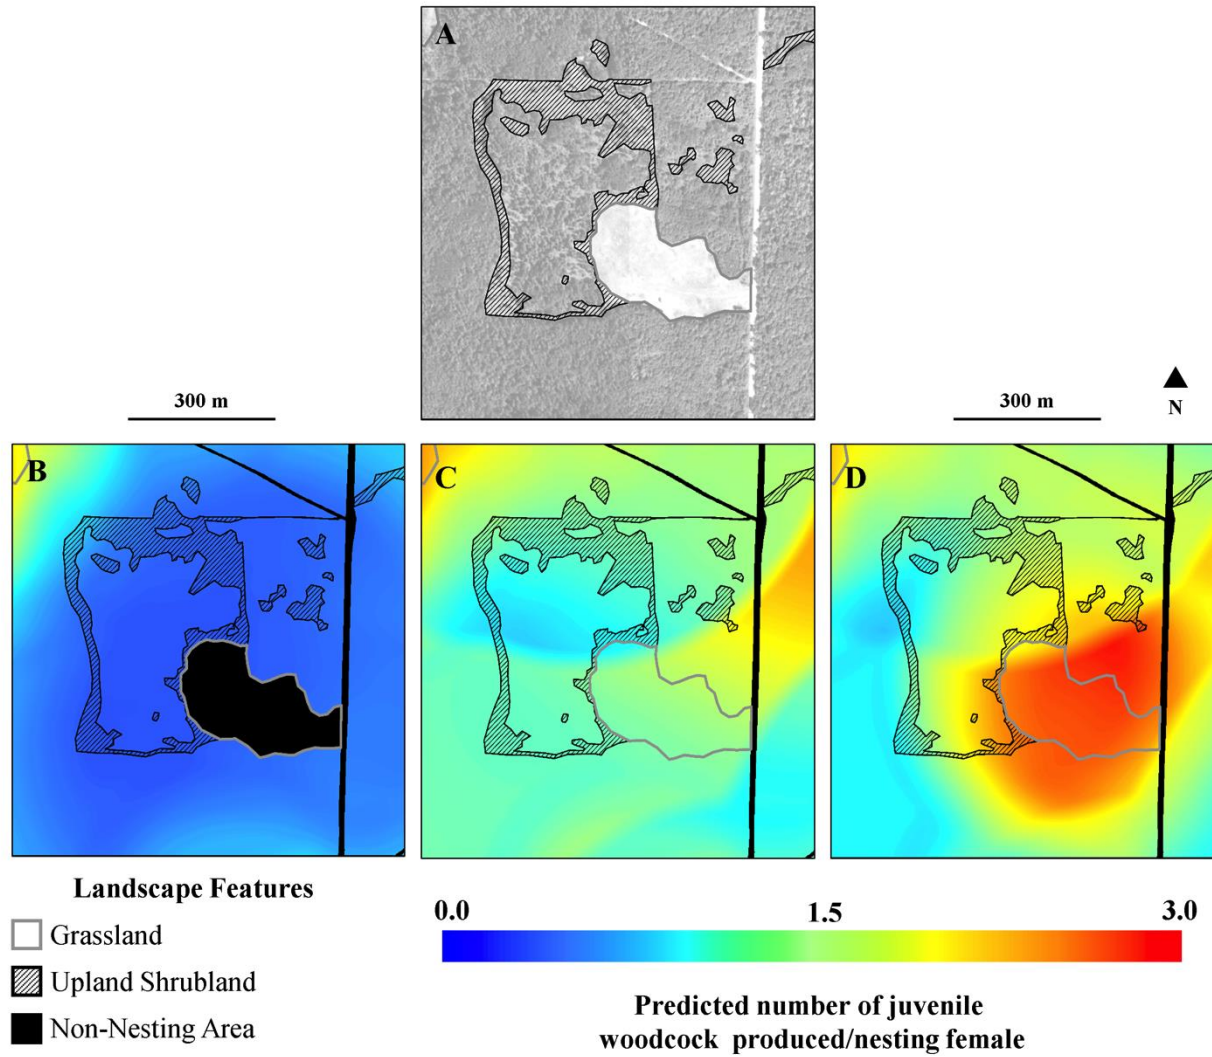 A
300 m
300 m
N
B
C
D
Landscape Features
Grassland
Upland Shrubland
Non-Nesting Area
0.0
1.5
3.0
Predicted number of juvenile
woodcock produced/nesting female